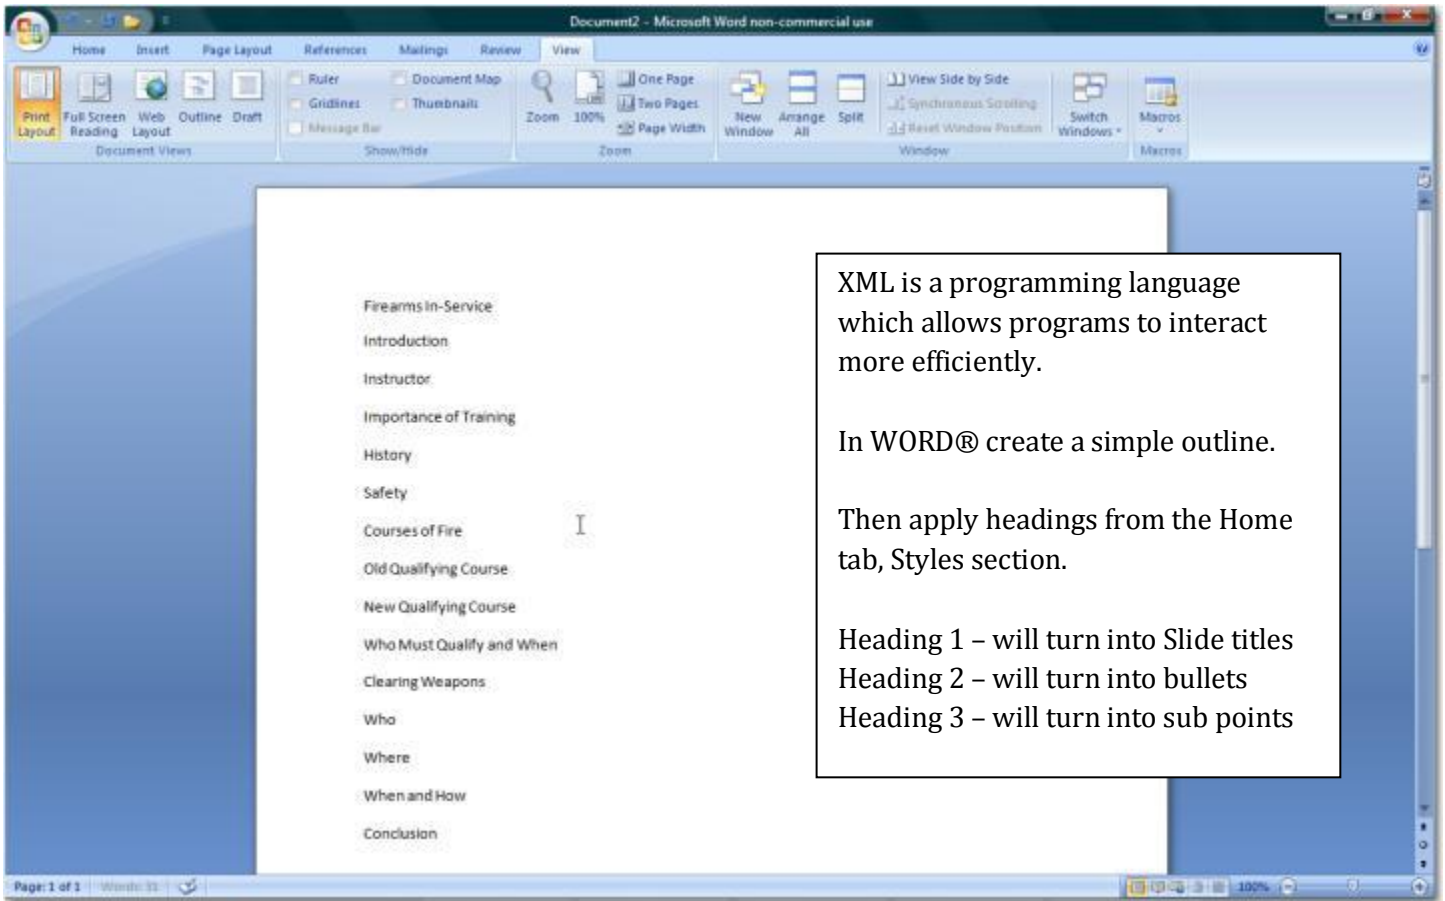 Document2 - Microsoft Word non-commercial use
Home Insert Page Layout References Mailings Review View
Ruler Document Map One Page View Side by Side
Gridlines Thumbnails Two Pages Synchronous Scrolling
Message Bar Page Width Reset Window Position
Print Layout Full Screen Reading Web Layout Outline Draft Zoom 100% New Window Arrange All Split Switch Windows Macros
Document Views Show/Hide Zoom Window Macros
Firearms In-Service
Introduction
Instructor
Importance of Training
History
Safety
Courses of Fire
Old Qualifying Course
New Qualifying Course
Who Must Qualify and When
Clearing Weapons
Who
Where
When and How
Conclusion
XML is a programming language
which allows programs to interact
more efficiently.
In WORD® create a simple outline.
Then apply headings from the Home
tab, Styles section.
Heading 1 – will turn into Slide titles
Heading 2 – will turn into bullets
Heading 3 – will turn into sub points
Page: 1 of 1 Words: 31 100%